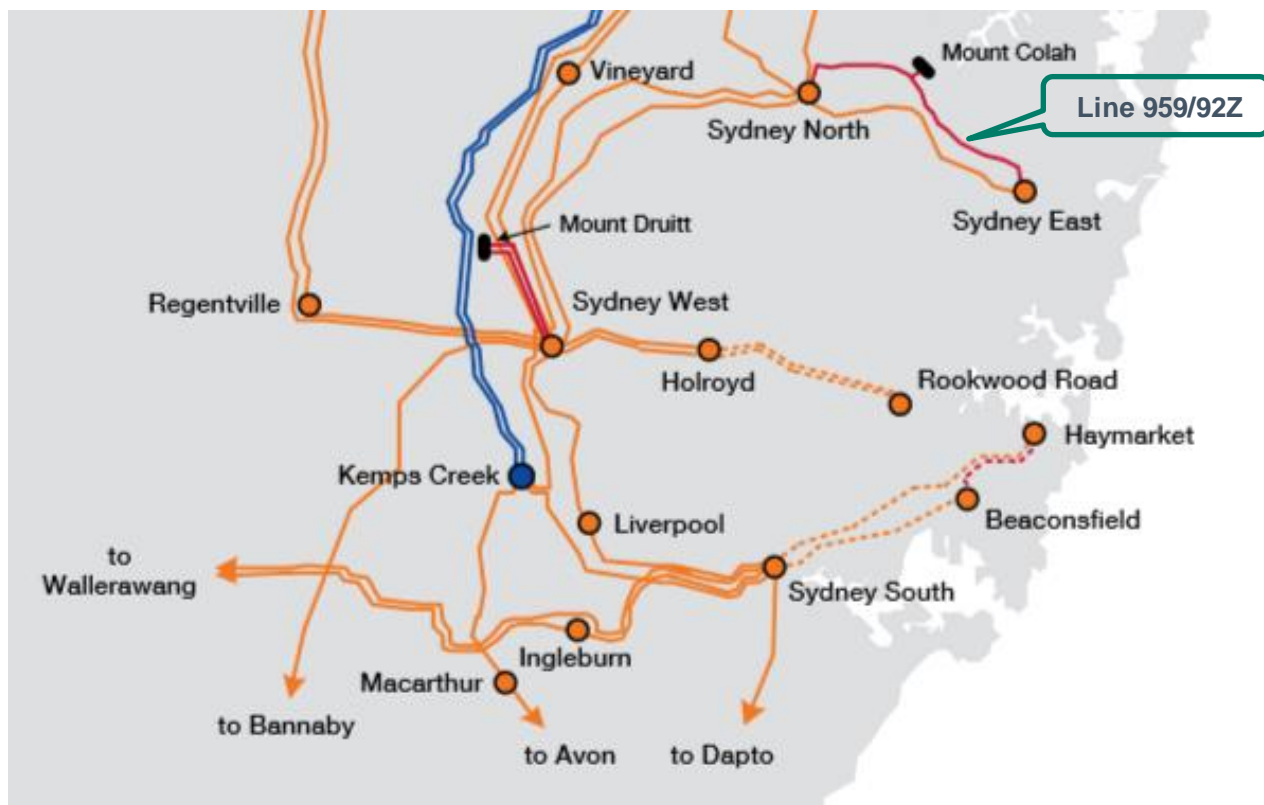 Mount Colah
Vineyard
Line 959/92Z
Sydney North
Sydney East
Mount Druitt
Regentville
Sydney West
Holroyd
Rookwood Road
Haymarket
Kemps Creek
Beaconsfield
Liverpool
to
Wallerawang
Sydney South
Ingleburn
Macarthur
to Bannaby
to Avon
to Dapto